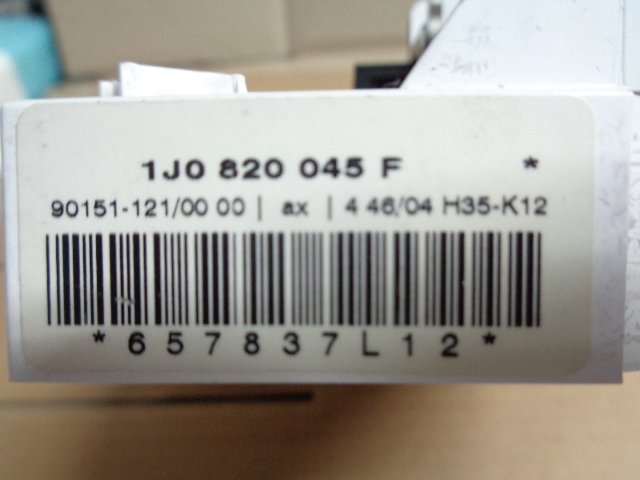 1J0 820 045 F *
90151-121/00 00 | ax | 4 46/04 H35-K12
*657837L12*